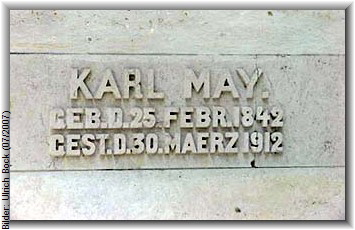 KARL MAY.
GEB.D.25.FEBR.1842
GEST.D.30.MAERZ 1912
Bilder: Ulrich Bock (07/2007)